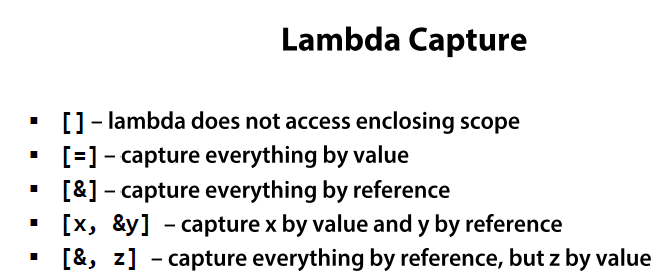 Lambda Capture
▪ [] – lambda does not access enclosing scope
▪ [=] – capture everything by value
▪ [&] – capture everything by reference
▪ [x, &y] – capture x by value and y by reference
▪ [&, z] – capture everything by reference, but z by value